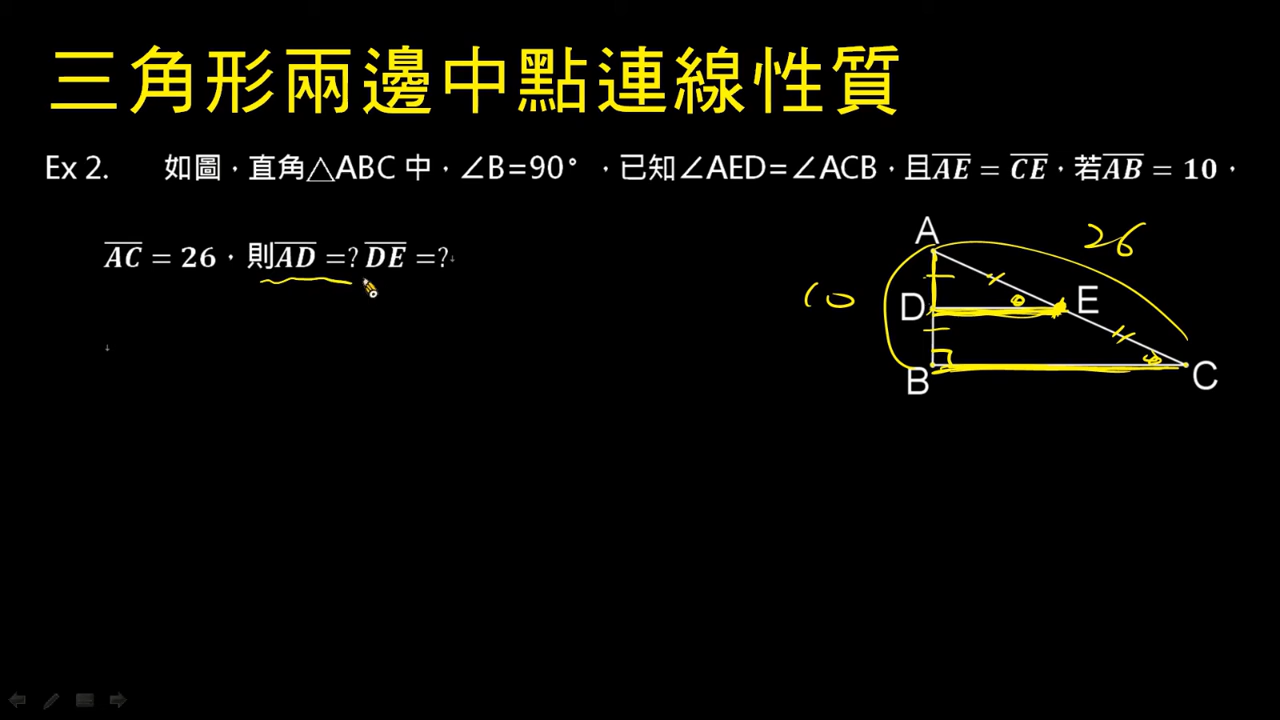 三角形兩邊中點連線性質
Ex 2. 如圖，直角△ABC 中，∠B=90°，已知∠AED=∠ACB，且AE = CE，若AB = 10，
AC = 26，則AD =? DE =?
A
26
10
D
E
B
C